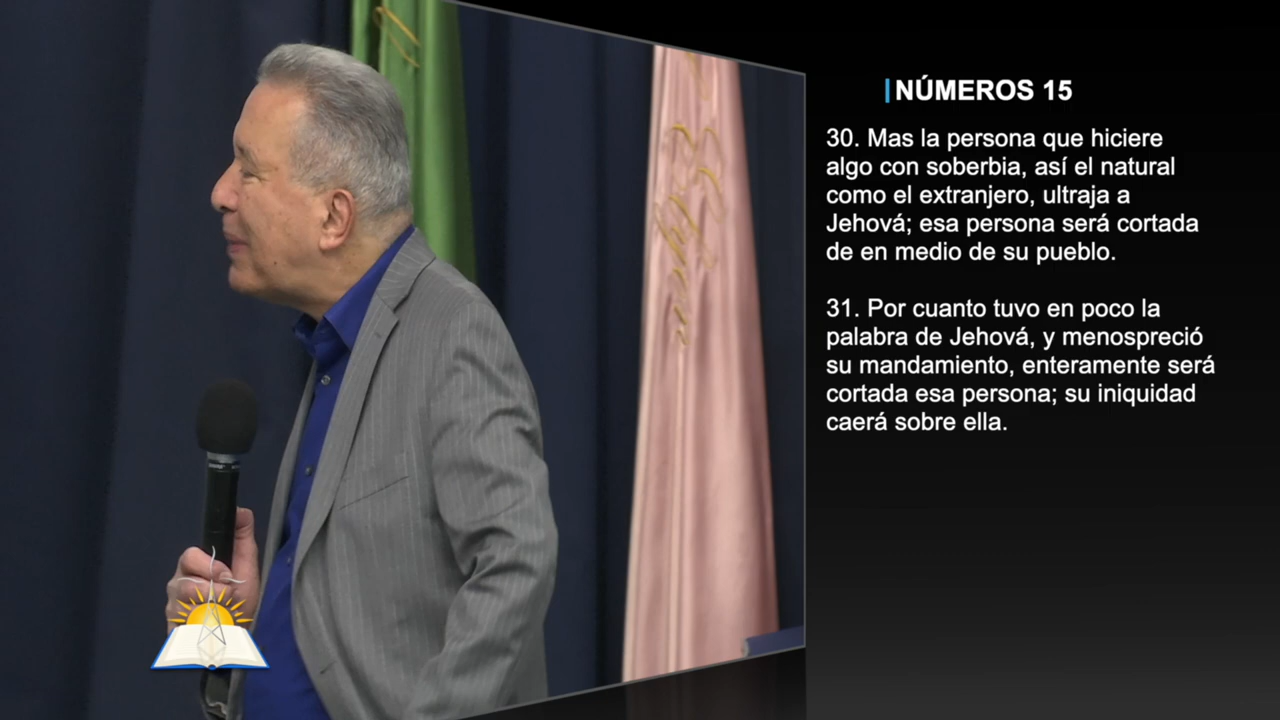 NÚMEROS 15
30. Mas la persona que hiciere
algo con soberbia, así el natural
como el extranjero, ultraja a
Jehová; esa persona será cortada
de en medio de su pueblo.
31. Por cuanto tuvo en poco la
palabra de Jehová, y menospreció
su mandamiento, enteramente será
cortada esa persona; su iniquidad
caerá sobre ella.